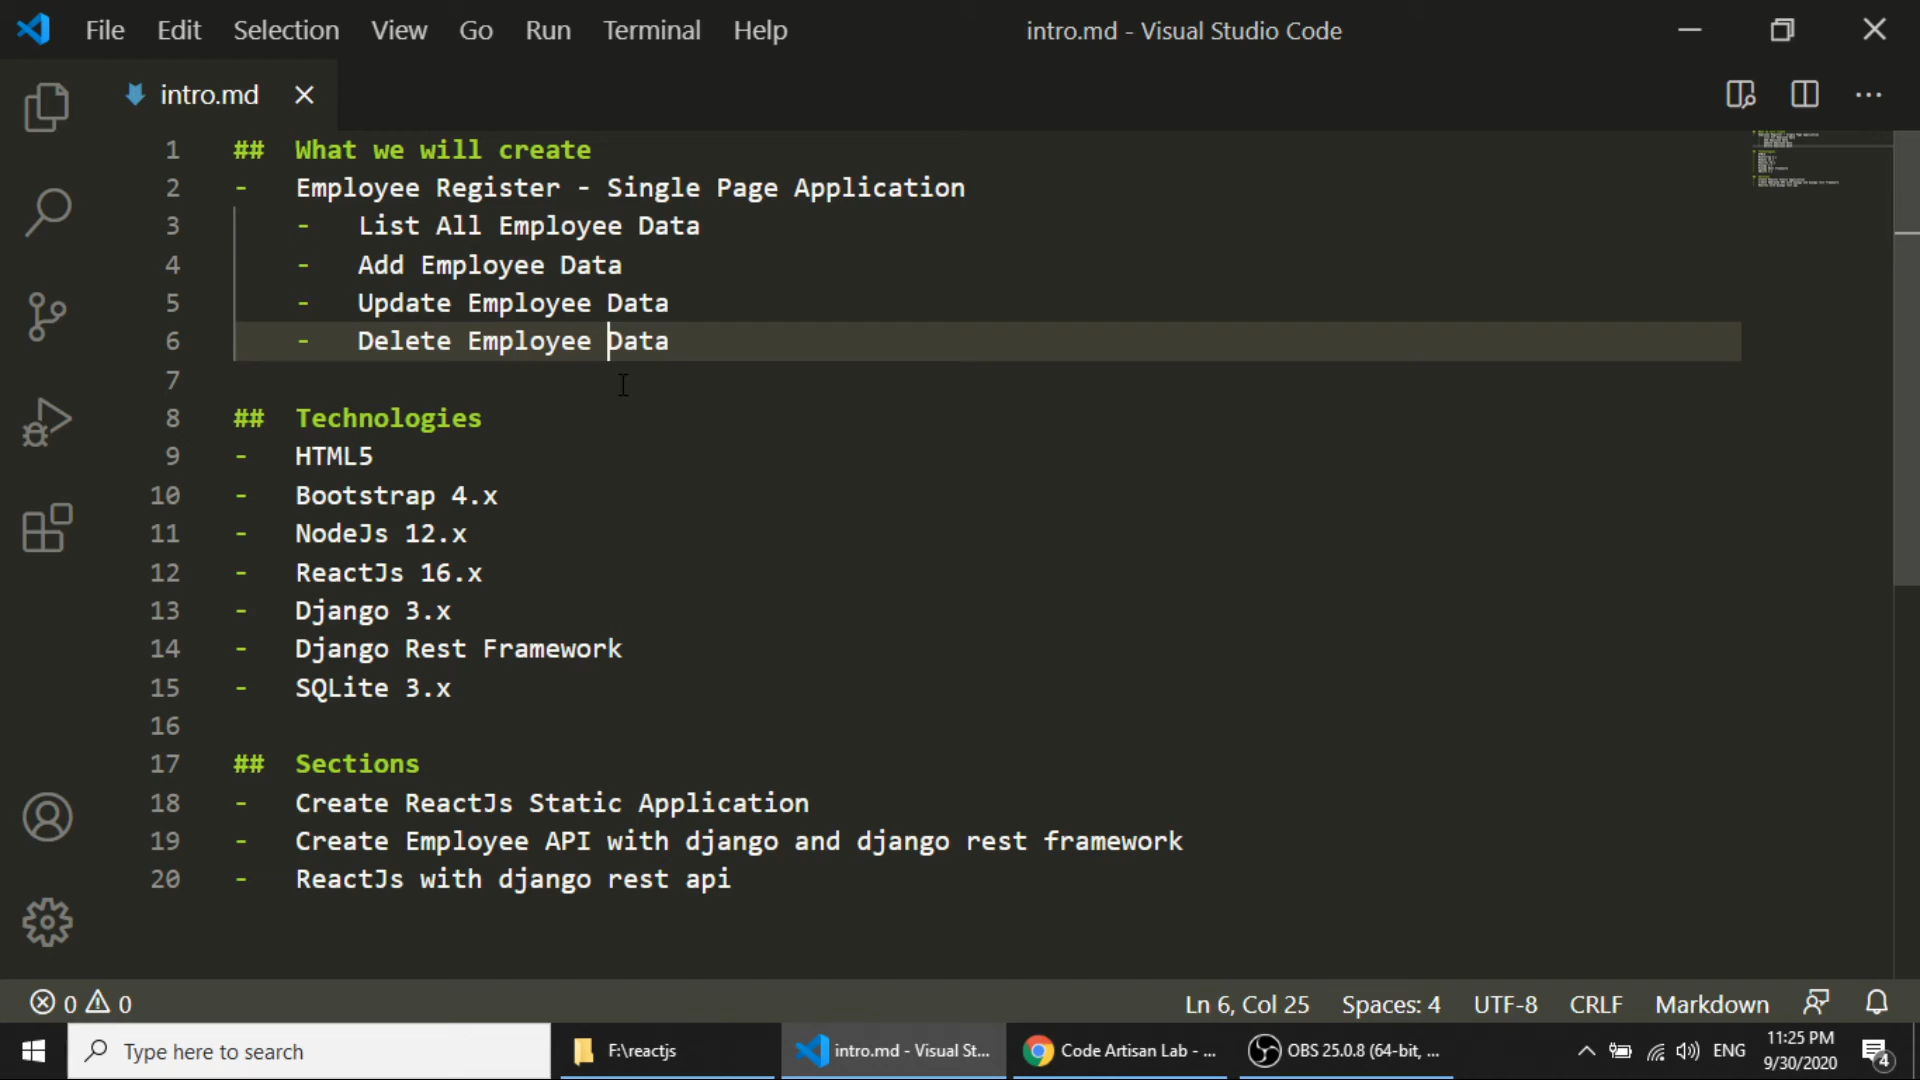 File Edit Selection View Go Run Terminal Help intro.md - Visual Studio Code
intro.md
1 ## What we will create
2 - Employee Register - Single Page Application
3 - List All Employee Data
4 - Add Employee Data
5 - Update Employee Data
6 - Delete Employee Data
7
8 ## Technologies
9 - HTML5
10 - Bootstrap 4.x
11 - NodeJs 12.x
12 - ReactJs 16.x
13 - Django 3.x
14 - Django Rest Framework
15 - SQLite 3.x
16
17 ## Sections
18 - Create ReactJs Static Application
19 - Create Employee API with django and django rest framework
20 - ReactJs with django rest api
0 0 Ln 6, Col 25 Spaces: 4 UTF-8 CRLF Markdown
Type here to search F:\reactjs intro.md - Visual St... Code Artisan Lab - ... OBS 25.0.8 (64-bit, ... ENG 11:25 PM
9/30/2020 4